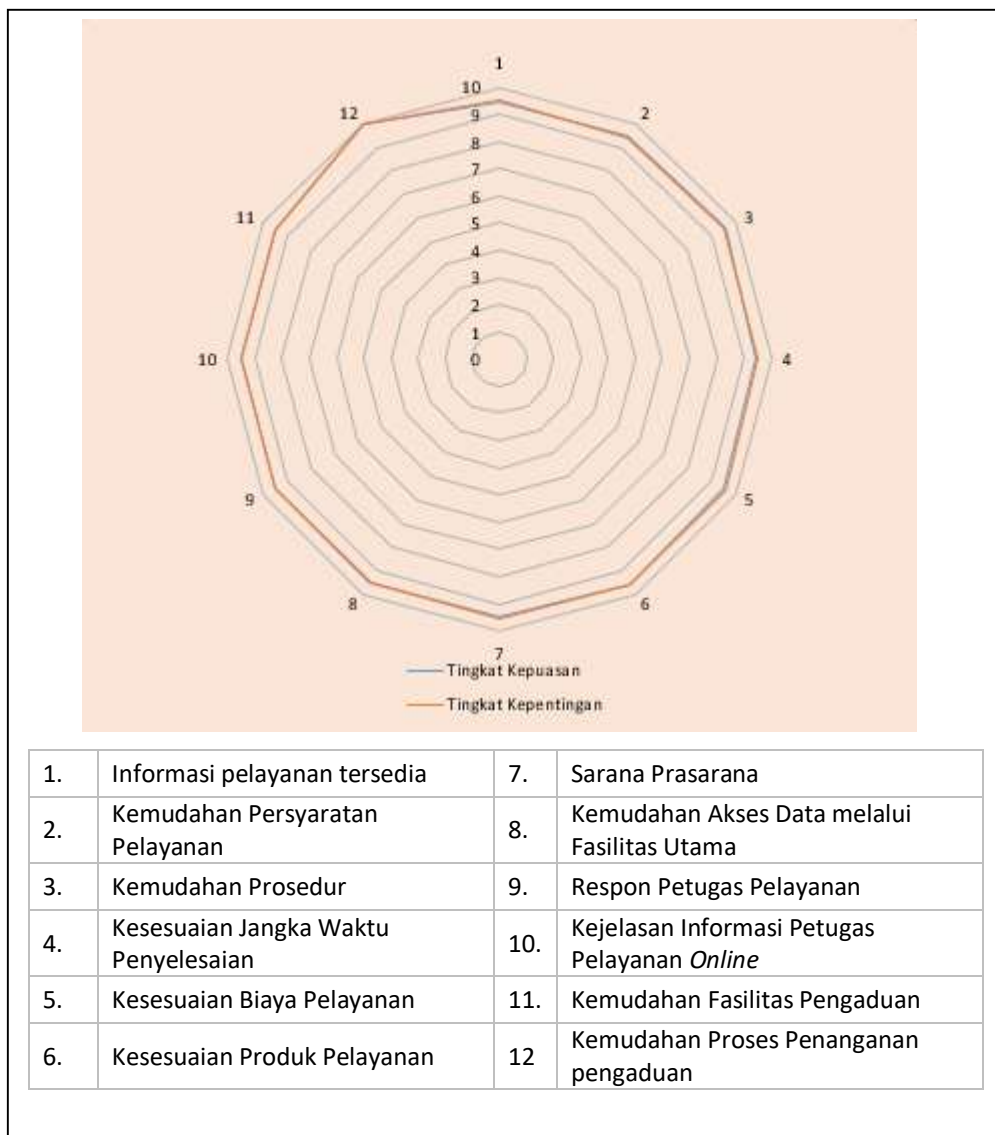 1
10
12
9
2
8
7
11
6
3
5
4
3
2
1
10
0
4
9
5
8
6
7
Tingkat Kepuasan
Tingkat Kepentingan
1. Informasi pelayanan tersedia 7. Sarana Prasarana
2. Kemudahan Persyaratan
Pelayanan
8. Kemudahan Akses Data melalui
Fasilitas Utama
3. Kemudahan Prosedur 9. Respon Petugas Pelayanan
4. Kesesuaian Jangka Waktu
Penyelesaian
10. Kejelasan Informasi Petugas
Pelayanan Online
5. Kesesuaian Biaya Pelayanan 11. Kemudahan Fasilitas Pengaduan
6. Kesesuaian Produk Pelayanan 12 Kemudahan Proses Penanganan
pengaduan